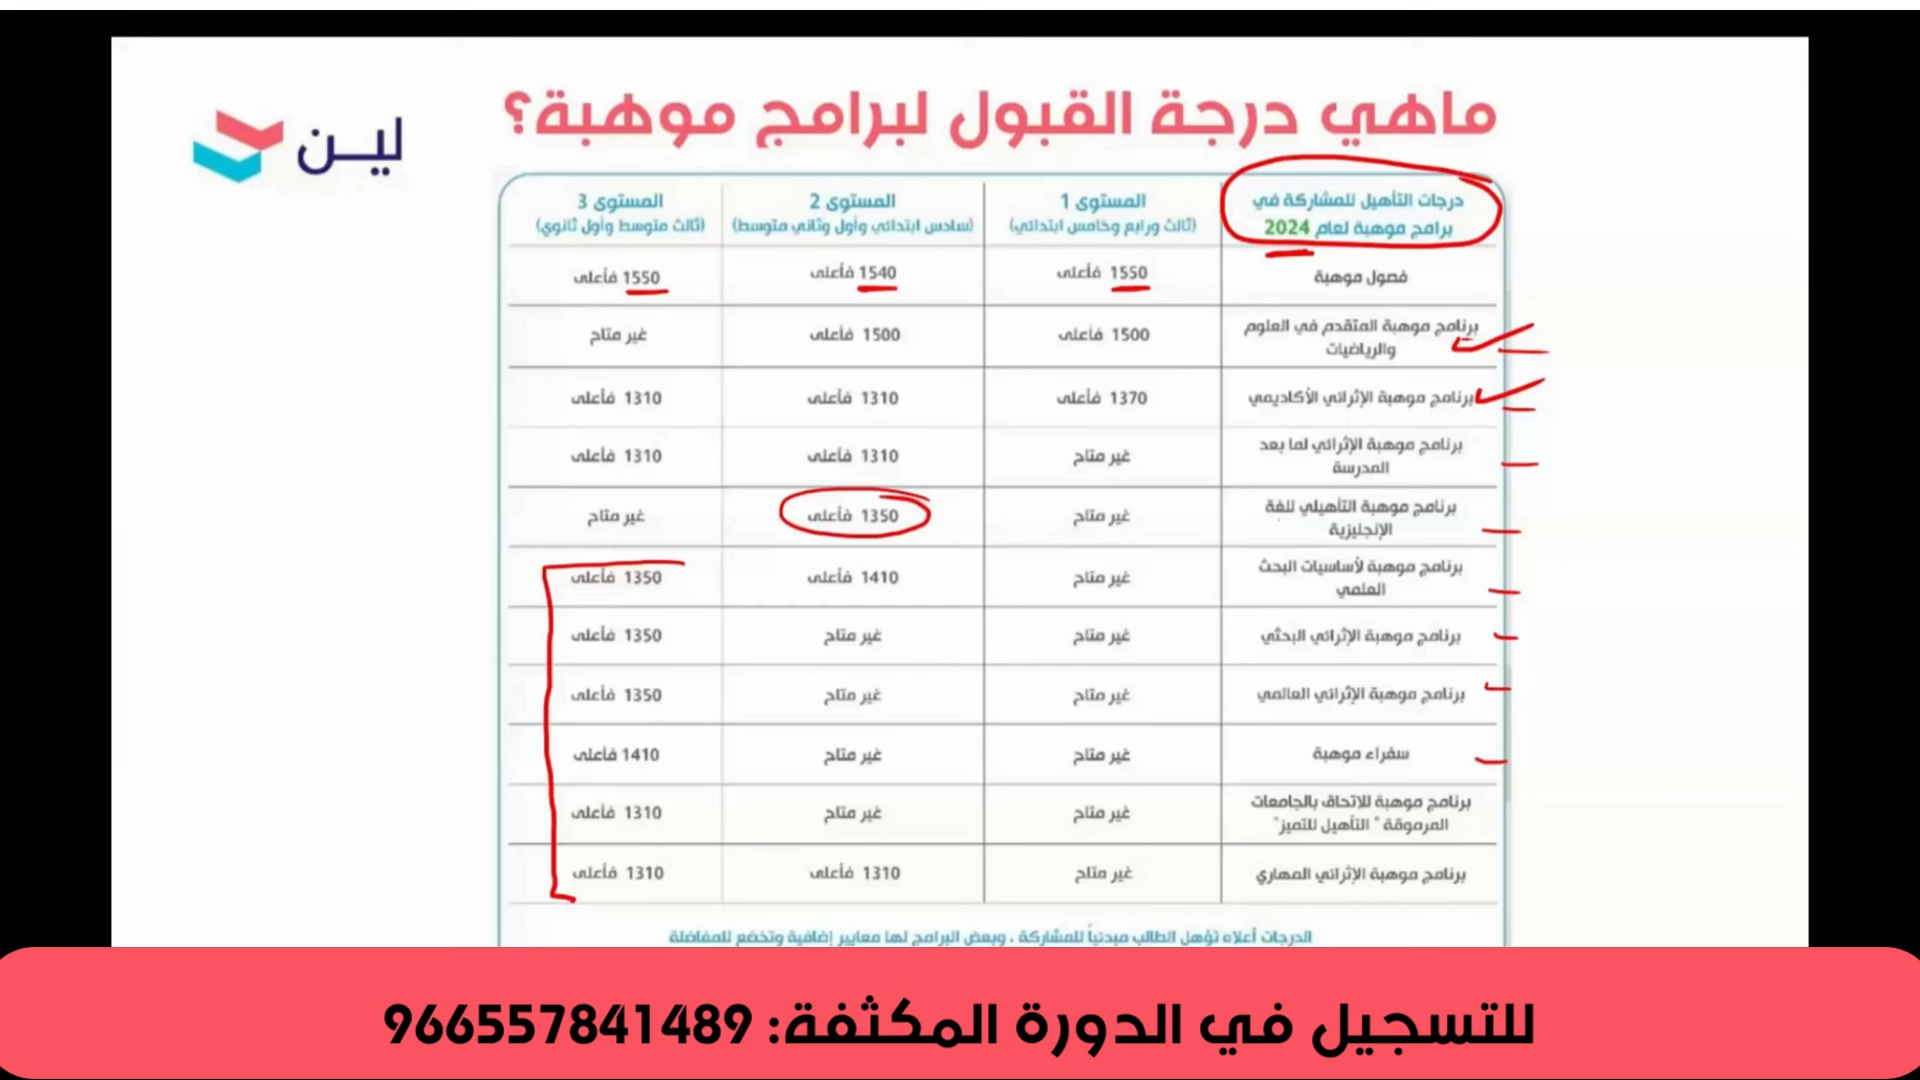 ماهي درجة القبول لبرامج موهبة؟
لين
درجات التأهيل للمشاركة في
برامج موهبة لعام 2024
المستوى 1
(ثالث ورابع وخامس ابتدائي)
المستوى 2
(سادس ابتدائي وأول وثاني متوسط)
المستوى 3
(ثالث متوسط وأول ثانوي)
فصول موهبة
1550 فأعلى
1540 فأعلى
1550 فأعلى
برنامج موهبة المتقدم في العلوم
والرياضيات
1500 فأعلى
1500 فأعلى
غير متاح
برنامج موهبة الإثرائي الأكاديمي
1370 فأعلى
1310 فأعلى
1310 فأعلى
برنامج موهبة الإثرائي لما بعد
المدرسة
غير متاح
1310 فأعلى
1310 فأعلى
برنامج موهبة التأهيلي للغة
الإنجليزية
غير متاح
1350 فأعلى
غير متاح
برنامج موهبة لأساسيات البحث
العلمي
غير متاح
1410 فأعلى
1350 فأعلى
برنامج موهبة الإثرائي البحثي
غير متاح
غير متاح
1350 فأعلى
برنامج موهبة الإثرائي العالمي
غير متاح
غير متاح
1350 فأعلى
سفراء موهبة
غير متاح
غير متاح
1410 فأعلى
برنامج موهبة للاتحاق بالجامعات
المرموقة " التأهيل للتميز"
غير متاح
غير متاح
1310 فأعلى
برنامج موهبة الإثرائي المهاري
غير متاح
1310 فأعلى
1310 فأعلى
الدرجات أعلاه تؤهل الطالب مبدئياً للمشاركة ، وبعض البرامج لها معايير إضافية وتخضع للمفاضلة
للتسجيل في الدورة المكثفة: 966557841489